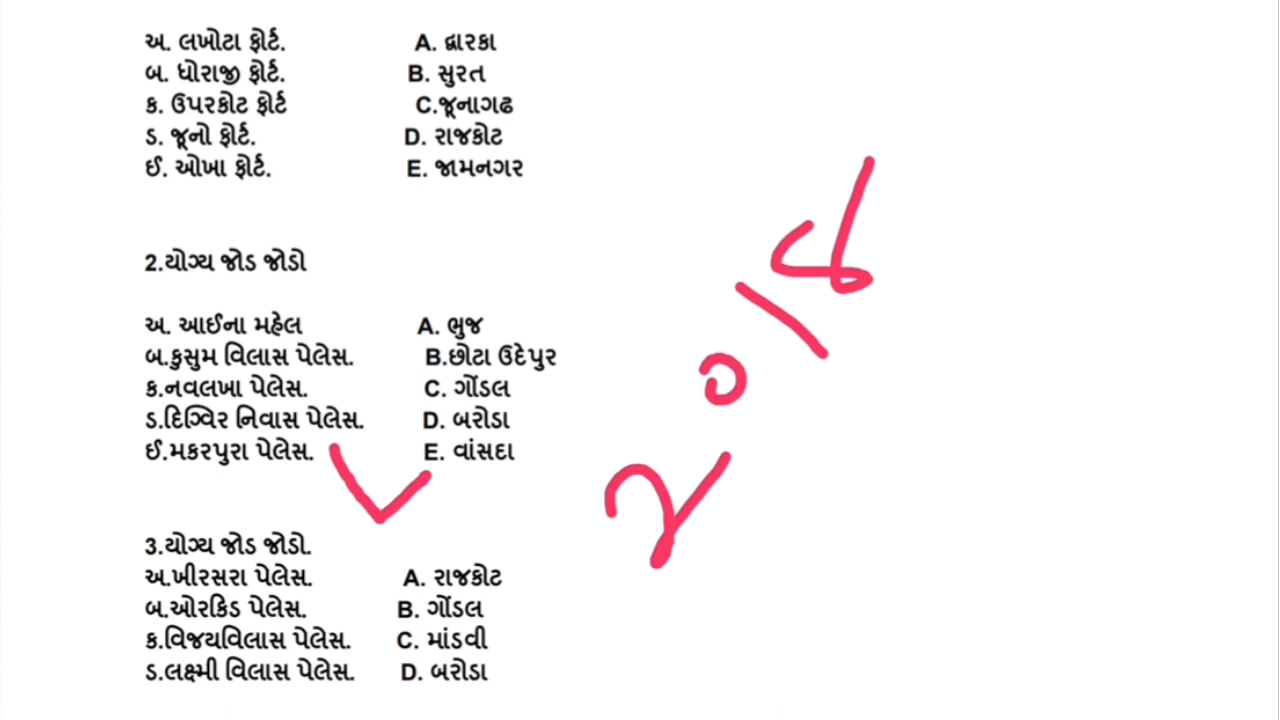 અ. લખોટા ફોર્ટ. A. દ્વારકા
બ. ધોરાજી ફોર્ટ. B. સુરત
ક. ઉપરકોટ ફોર્ટ C.જૂનાગઢ
ડ. જૂનો ફોર્ટ. D. રાજકોટ
ઈ. ઓખા ફોર્ટ. E. જામનગર
2.યોગ્ય જોડ જોડો
અ. આઈના મહેલ A. ભુજ
બ.કુસુમ વિલાસ પેલેસ. B.છોટા ઉદેપુર
ક.નવલખા પેલેસ. C. ગોંડલ
ડ.દિગ્વિર નિવાસ પેલેસ. D. બરોડા
ઈ.મકરપુરા પેલેસ. E. વાંસદા
3.યોગ્ય જોડ જોડો.
અ.ખીરસરા પેલેસ. A. રાજકોટ
બ.ઓરકિડ પેલેસ. B. ગોંડલ
ક.વિજયવિલાસ પેલેસ. C. માંડવી
ડ.લક્ષ્મી વિલાસ પેલેસ. D. બરોડા